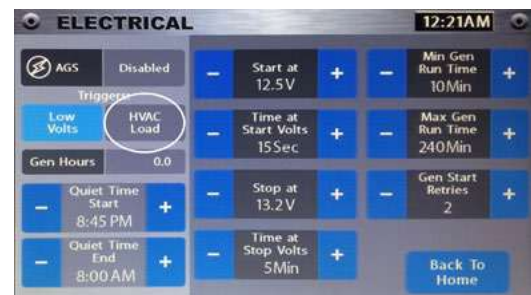 ELECTRICAL
12:21AM
AGS
Disabled
Triggers
Low
Volts
HVAC
Load
Gen Hours
0.0
-
Quiet Time
Start
8:45 PM
+
-
Quiet Time
End
8:00 AM
+
-
Start at
12.5V
+
-
Time at
Start Volts
15Sec
+
-
Stop at
13.2V
+
-
Time at
Stop Volts
5Min
+
-
Min Gen
Run Time
10Min
+
-
Max Gen
Run Time
240Min
+
-
Gen Start
Retries
2
+
Back To
Home